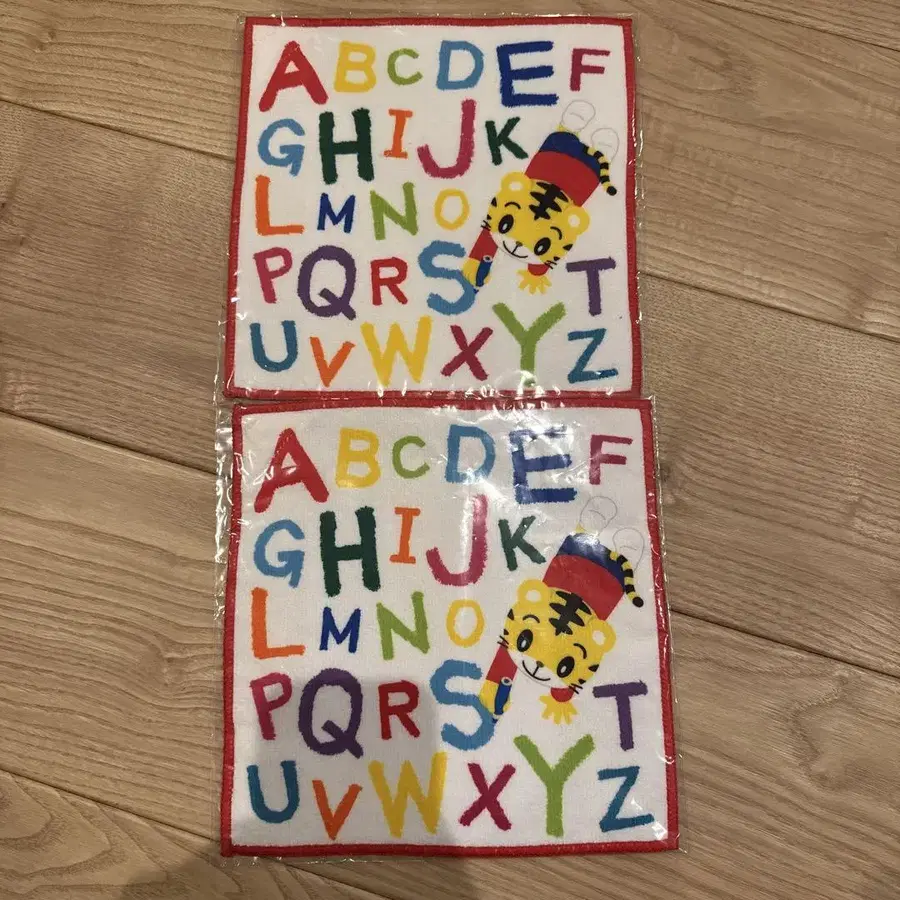 ABCDEF
GHIJK
LMNO
PQRST
UVWXYZ
ABCDEF
GHIJK
LMNO
PQRST
UVWXYZ